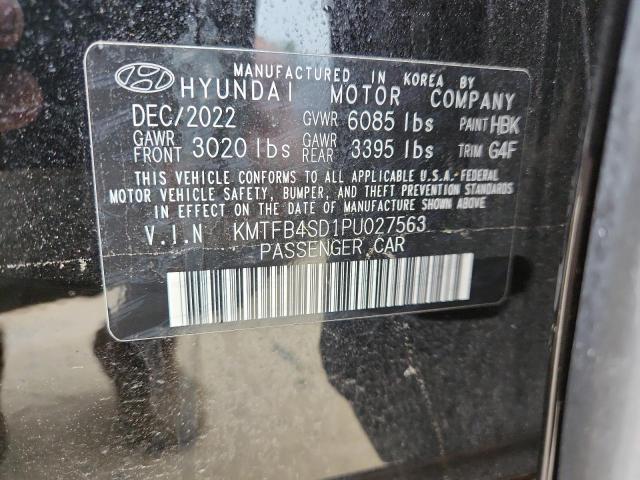 MANUFACTURED IN KOREA BY
HYUNDAI MOTOR COMPANY
DEC/2022 GVWR 6085 lbs PAINT HBK
GAWR FRONT 3020 lbs GAWR REAR 3395 lbs TRIM G4F
THIS VEHICLE CONFORMS TO ALL APPLICABLE U.S.A.-FEDERAL
MOTOR VEHICLE SAFETY, BUMPER, AND THEFT PREVENTION STANDARDS
IN EFFECT ON THE DATE OF MANUFACTURE SHOWN ABOVE
V.I.N KMTFB4SD1PU027563
PASSENGER CAR